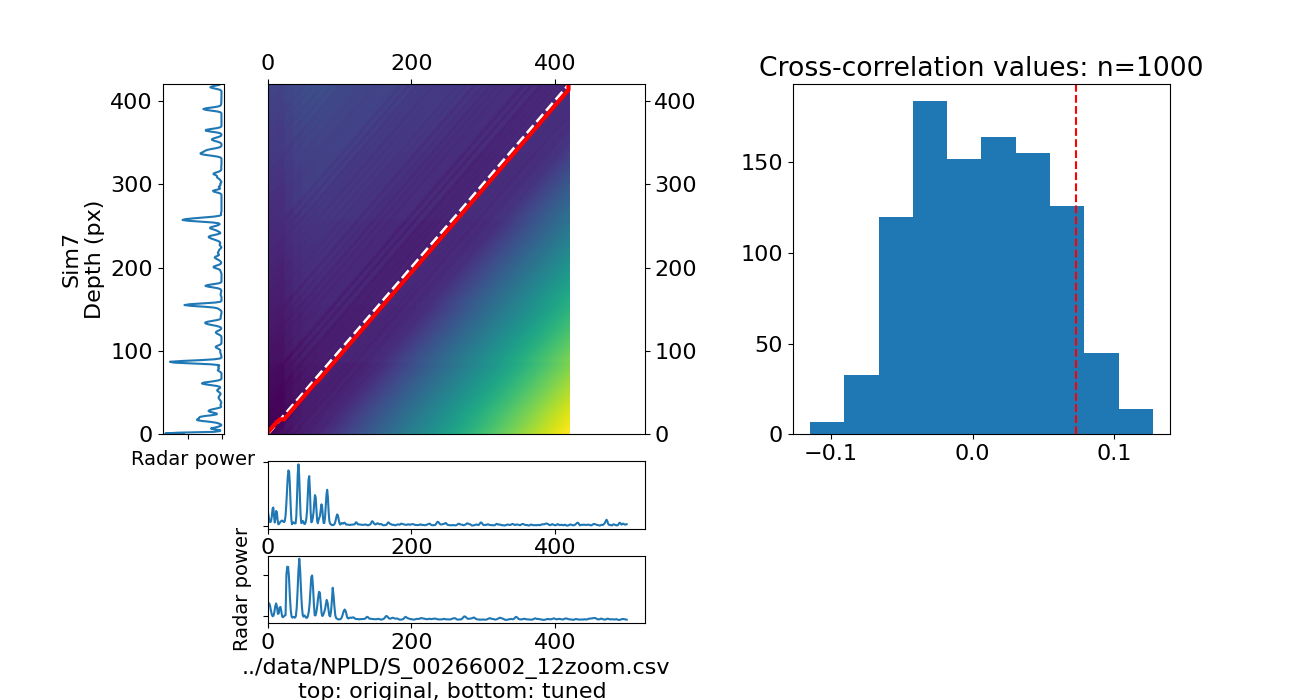 0 200 400
Cross-correlation values: n=1000
400 400
300 300
200 200
100 100
0 0
Sim7
Depth (px)
Radar power
150
100
50
0
−0.1 0.0 0.1
0 200 400
Radar power
0 200 400
../data/NPLD/S_00266002_12zoom.csv
top: original, bottom: tuned